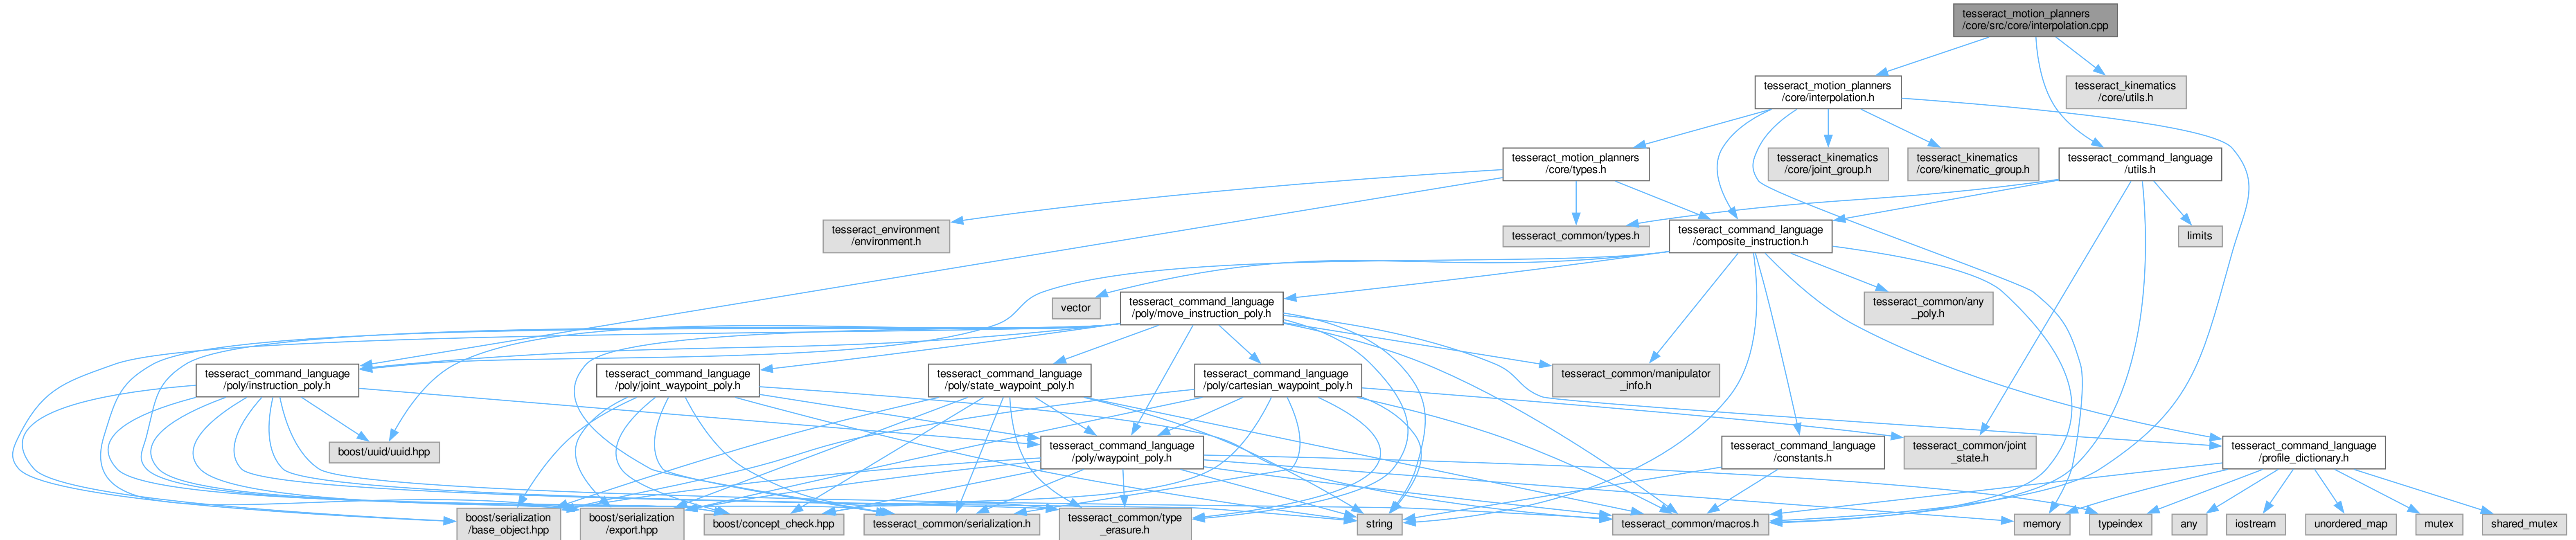 tesseract_motion_planners
/core/src/core/interpolation.cpp
tesseract_motion_planners
/core/interpolation.h
tesseract_kinematics
/core/utils.h
tesseract_motion_planners
/core/types.h
tesseract_kinematics
/core/joint_group.h
tesseract_kinematics
/core/kinematic_group.h
tesseract_command_language
/utils.h
tesseract_environment
/environment.h
tesseract_common/types.h
tesseract_command_language
/composite_instruction.h
limits
vector
tesseract_command_language
/poly/move_instruction_poly.h
tesseract_common/any
_poly.h
tesseract_command_language
/poly/instruction_poly.h
tesseract_command_language
/poly/joint_waypoint_poly.h
tesseract_command_language
/poly/state_waypoint_poly.h
tesseract_command_language
/poly/cartesian_waypoint_poly.h
tesseract_common/manipulator
_info.h
boost/uuid/uuid.hpp
tesseract_command_language
/poly/waypoint_poly.h
tesseract_command_language
/constants.h
tesseract_common/joint
_state.h
tesseract_command_language
/profile_dictionary.h
boost/serialization
/base_object.hpp
boost/serialization
/export.hpp
boost/concept_check.hpp
tesseract_common/serialization.h
tesseract_common/type
_erasure.h
string
tesseract_common/macros.h
memory
typeindex
any
iostream
unordered_map
mutex
shared_mutex